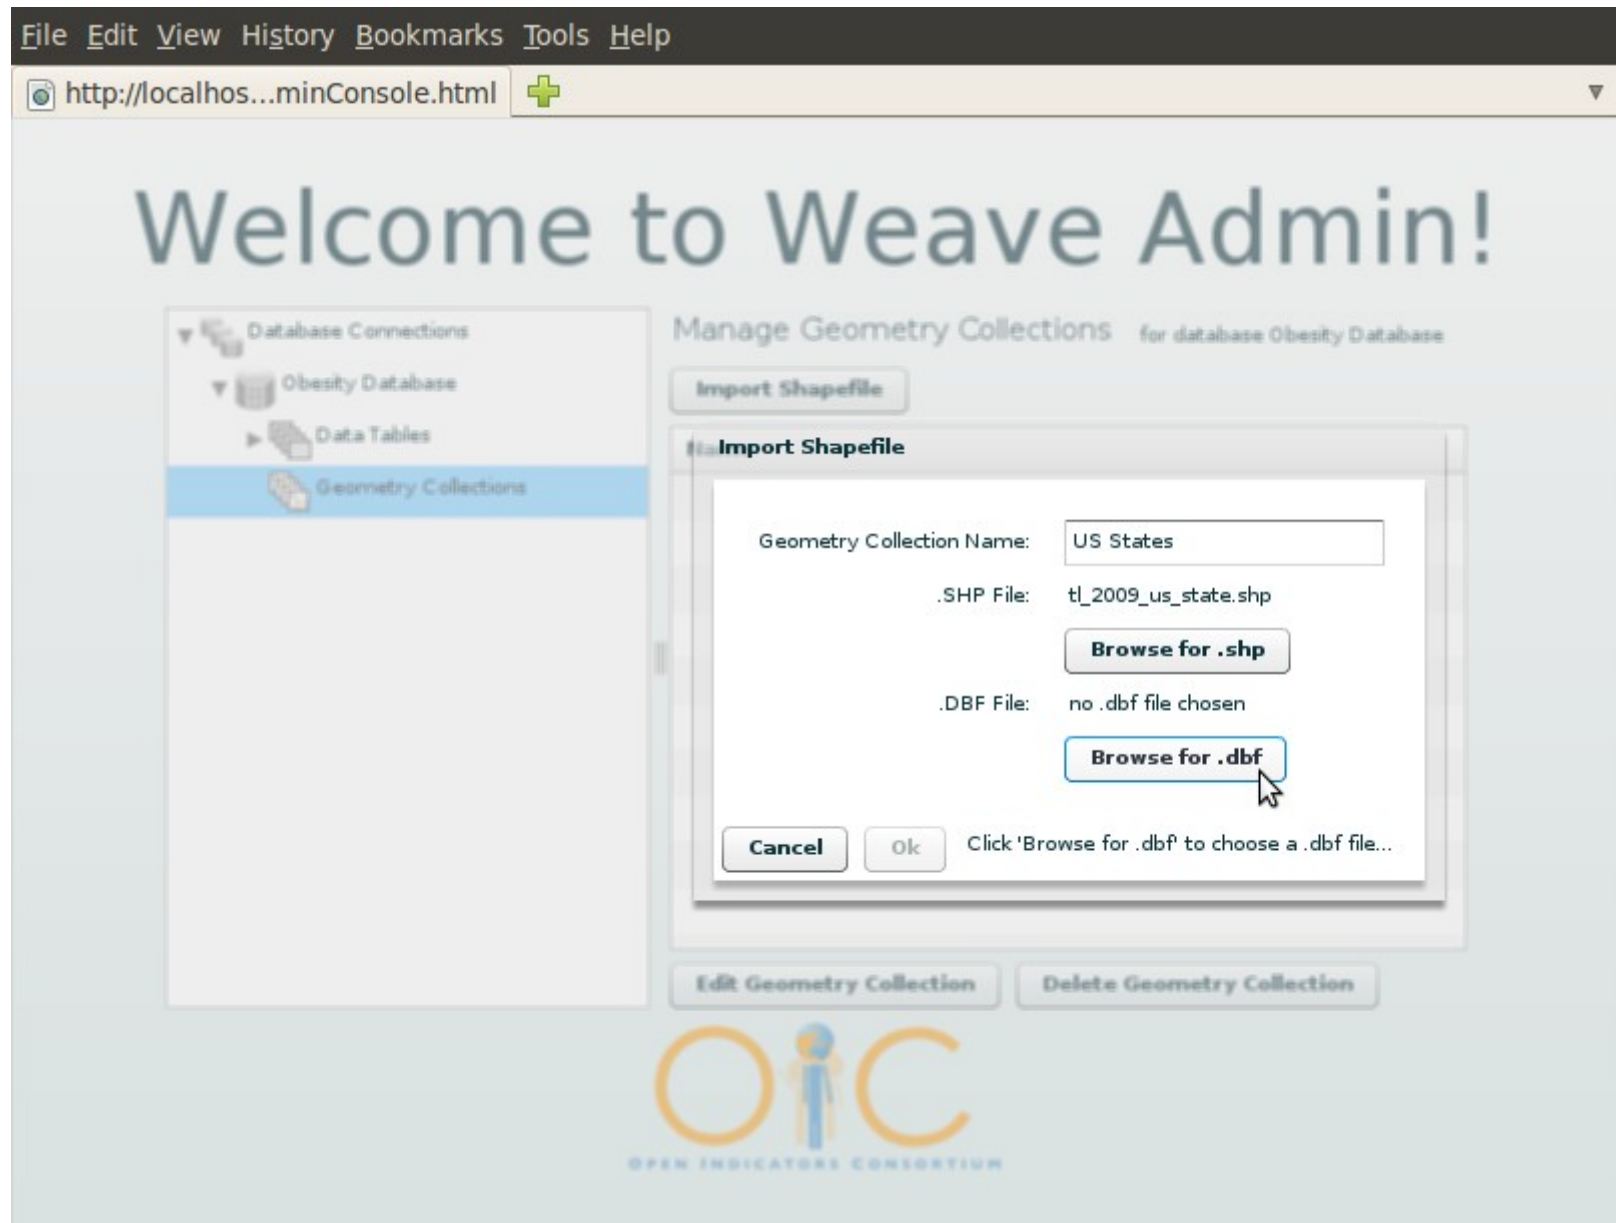 File Edit View History Bookmarks Tools Help
http://localhos...minConsole.html
Welcome to Weave Admin!
Database Connections
Obesity Database
Data Tables
Geometry Collections
Manage Geometry Collections for database Obesity Database
Import Shapefile
Import Shapefile
Geometry Collection Name: US States
.SHP File: tl_2009_us_state.shp
Browse for .shp
.DBF File: no .dbf file chosen
Browse for .dbf
Cancel Ok Click 'Browse for .dbf' to choose a .dbf file...
Edit Geometry Collection Delete Geometry Collection
OIC
OPEN INDICATORS CONSORTIUM